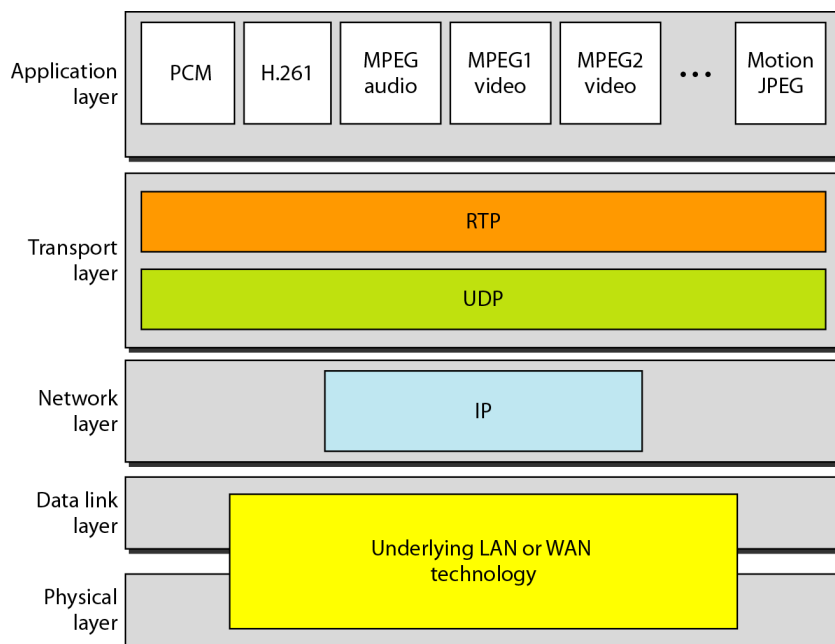 Application
layer
PCM
H.261
MPEG
audio
MPEG1
video
MPEG2
video
...
Motion
JPEG
Transport
layer
RTP
UDP
Network
layer
IP
Data link
layer
Underlying LAN or WAN
technology
Physical
layer